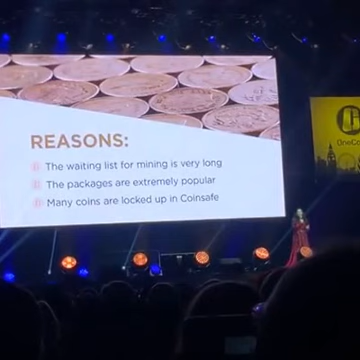 REASONS:
The waiting list for mining is very long
The packages are extremely popular
Many coins are locked up in Coinsafe
OneCo